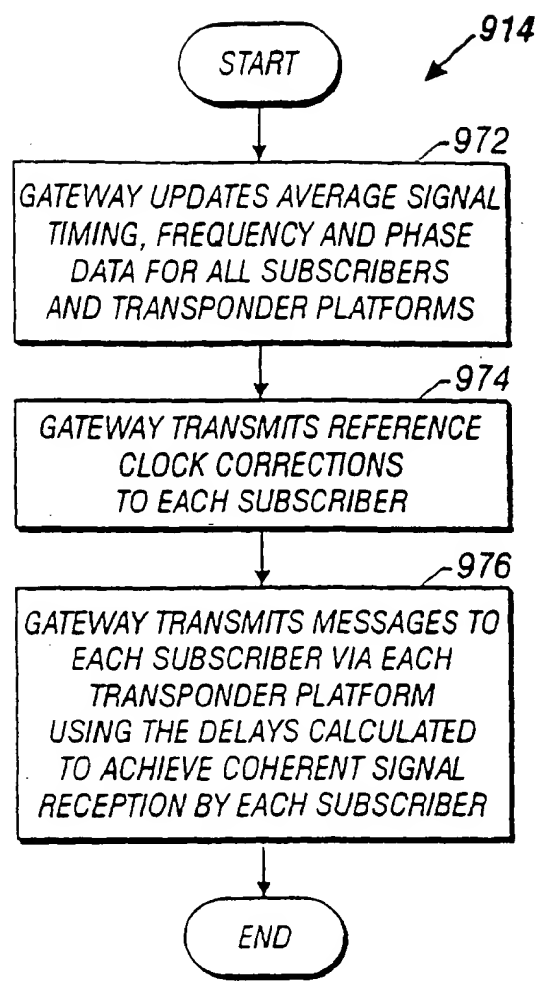 914
START
972
GATEWAY UPDATES AVERAGE SIGNAL
TIMING, FREQUENCY AND PHASE
DATA FOR ALL SUBSCRIBERS
AND TRANSPONDER PLATFORMS
974
GATEWAY TRANSMITS REFERENCE
CLOCK CORRECTIONS
TO EACH SUBSCRIBER
976
GATEWAY TRANSMITS MESSAGES TO
EACH SUBSCRIBER VIA EACH
TRANSPONDER PLATFORM
USING THE DELAYS CALCULATED
TO ACHIEVE COHERENT SIGNAL
RECEPTION BY EACH SUBSCRIBER
END